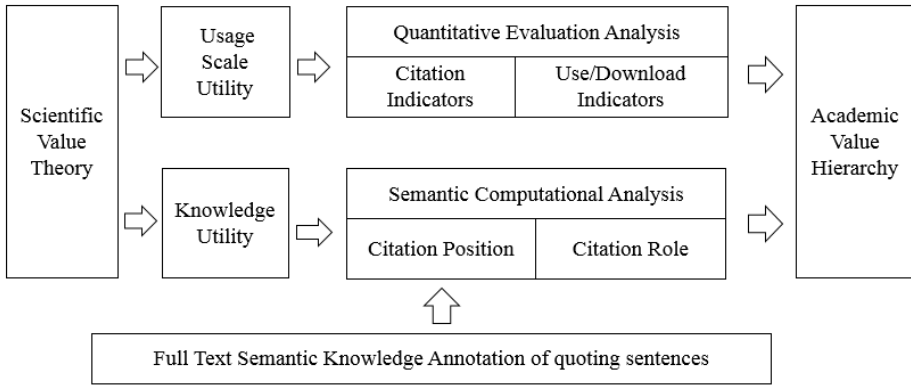 Scientific
Value
Theory
Usage
Scale
Utility
Quantitative Evaluation Analysis
Citation
Indicators
Use/Download
Indicators
Knowledge
Utility
Semantic Computational Analysis
Citation Position
Citation Role
Academic
Value
Hierarchy
Full Text Semantic Knowledge Annotation of quoting sentences